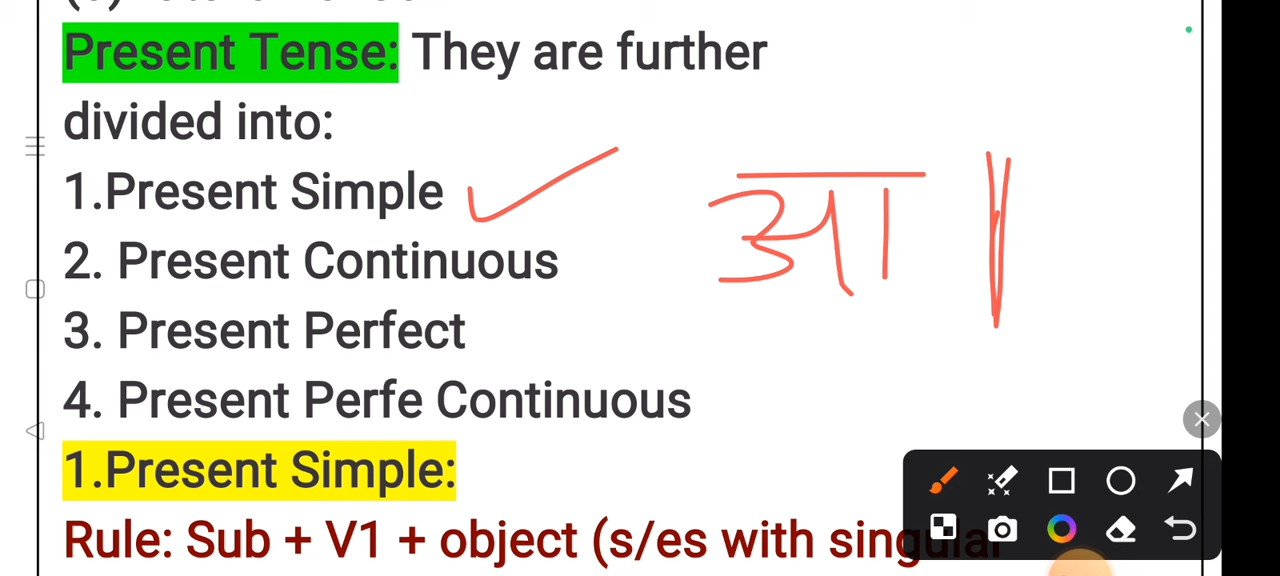 Present Tense: They are further
divided into:
1.Present Simple
आ
2. Present Continuous
3. Present Perfect
4. Present Perfe Continuous
1.Present Simple:
Rule: Sub + V1 + object (s/es with singular